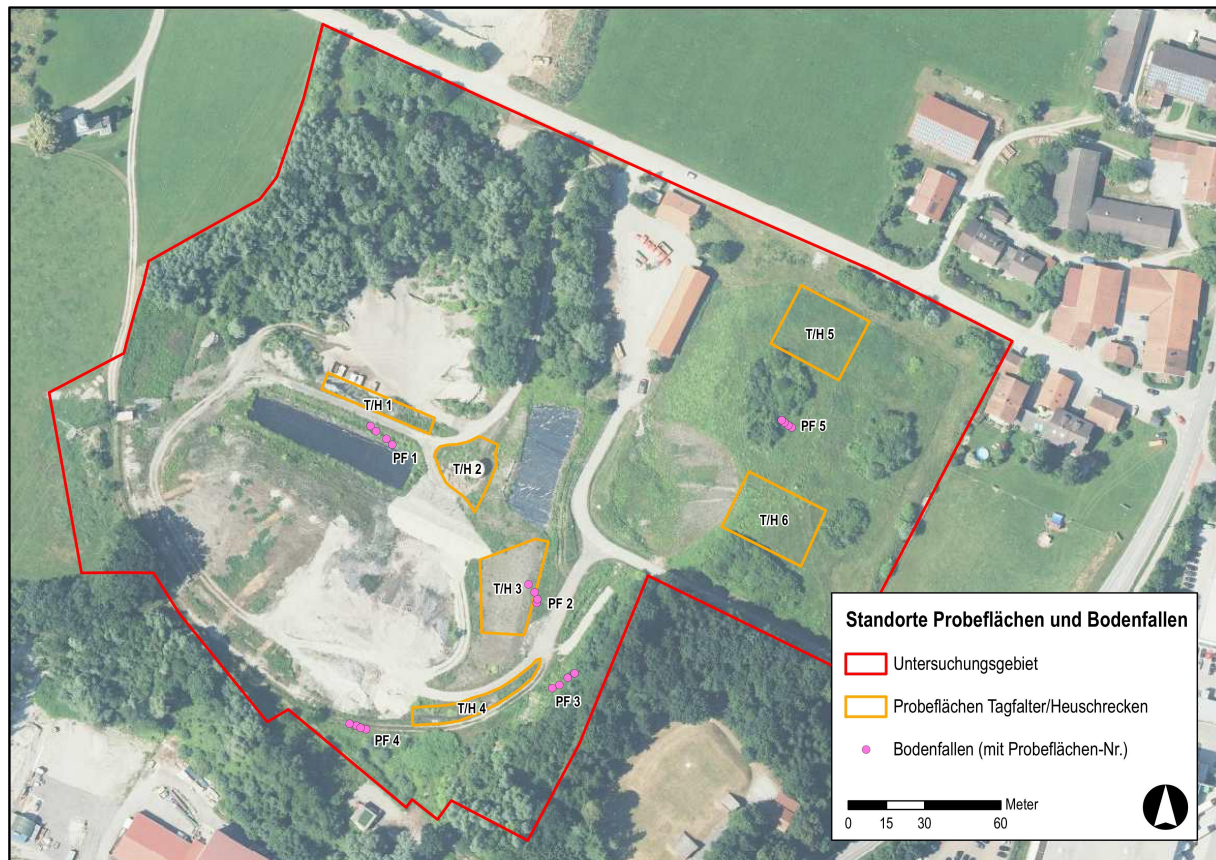 T/H 5
T/H 1
PF 5
PF 1
T/H 2
T/H 6
T/H 3
PF 2
PF 3
T/H 4
PF 4
Standorte Probeflächen und Bodenfallen
Untersuchungsgebiet
Probeflächen Tagfalter/Heuschrecken
Bodenfallen (mit Probeflächen-Nr.)
Meter
0 15 30 60